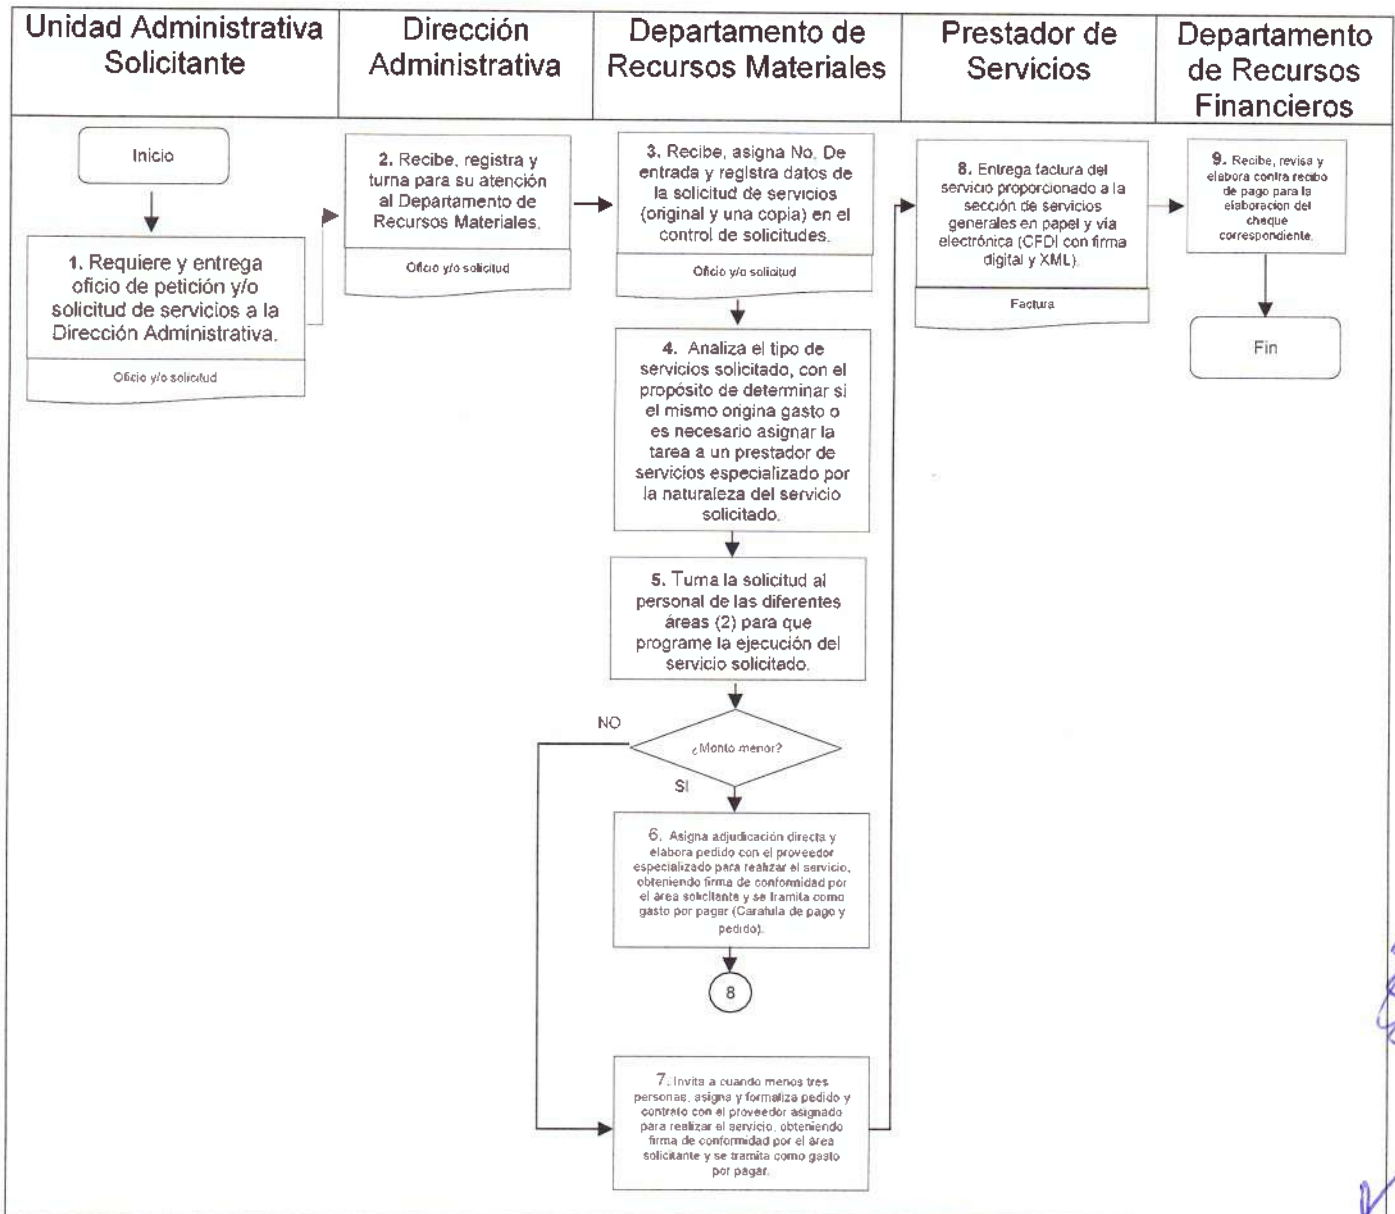 Unidad Administrativa
Solicitante
Dirección
Administrativa
Departamento de
Recursos Materiales
Prestador de
Servicios
Departamento
de Recursos
Financieros
Inicio
1. Requiere y entrega
oficio de petición y/o
solicitud de servicios a la
Dirección Administrativa.
Oficio y/o solicitud
2. Recibe, registra y
turna para su atención
al Departamento de
Recursos Materiales.
Oficio y/o solicitud
3. Recibe, asigna No. De
entrada y registra datos de
la solicitud de servicios
(original y una copia) en el
control de solicitudes.
Oficio y/o solicitud
4. Analiza el tipo de
servicios solicitado, con el
propósito de determinar si
el mismo origina gasto o
es necesario asignar la
tarea a un prestador de
servicios especializado por
la naturaleza del servicio
solicitado.
5. Turna la solicitud al
personal de las diferentes
áreas (2) para que
programe la ejecución del
servicio solicitado.
NO
¿Monto menor?
SI
6. Asigna adjudicación directa y
elabora pedido con el proveedor
especializado para realizar el servicio,
obteniendo firma de conformidad por
el área solicitante y se tramita como
gasto por pagar (Caratula de pago y
pedido).
8
7. Invita a cuando menos tres
personas, asigna y formaliza pedido y
contrato con el proveedor asignado
para realizar el servicio, obteniendo
firma de conformidad por el área
solicitante y se tramita como gasto
por pagar.
8. Entrega factura del
servicio proporcionado a la
sección de servicios
generales en papel y vía
electrónica (CFDI con firma
digital y XML).
Factura
9. Recibe, revisa y
elabora contra recibo
de pago para la
elaboracion del
cheque
correspondiente.
Fin